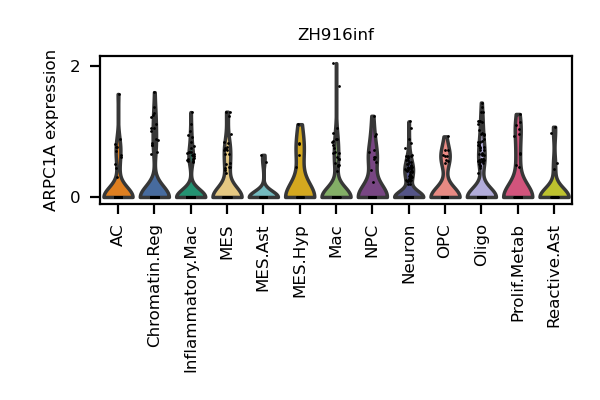 ZH916inf
ARPC1A expression
2
0
AC
Chromatin.Reg
Inflammatory.Mac
MES
MES.Ast
MES.Hyp
Mac
NPC
Neuron
OPC
Oligo
Prolif.Metab
Reactive.Ast